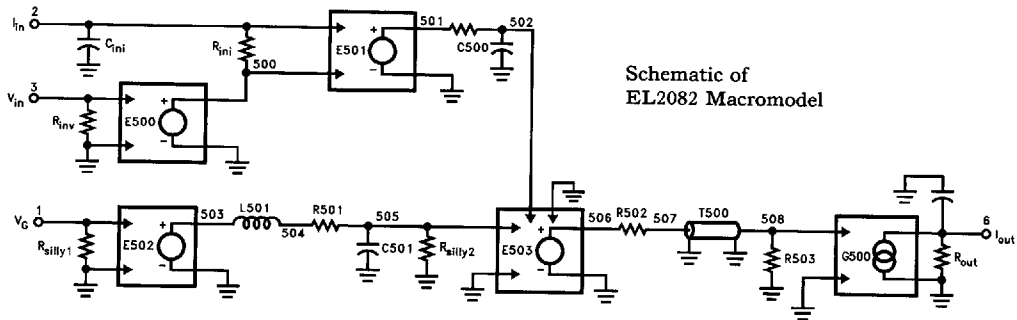 I_in 2
C_ini
R_ini
500
E501
501
502
C500
Schematic of
EL2082 Macromodel
V_in 3
R_inv
E500
V_G 1
R_silly1
E502
503
L501
504
R501
505
C501
R_silly2
E503
506
R502
507
T500
508
R503
G500
R_out
6
I_out
+
−
+
−
+
−
+
−